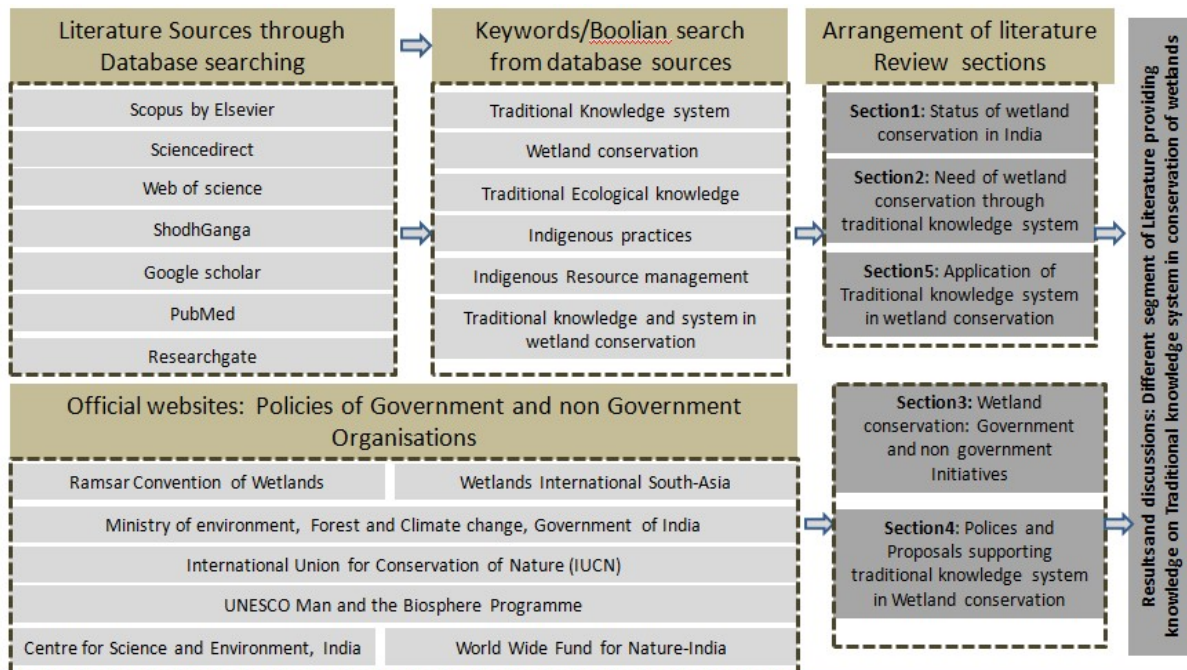 Literature Sources through
Database searching
Scopus by Elsevier
Sciencedirect
Web of science
ShodhGanga
Google scholar
PubMed
Researchgate
Keywords/Boolian search
from database sources
Traditional Knowledge system
Wetland conservation
Traditional Ecological knowledge
Indigenous practices
Indigenous Resource management
Traditional knowledge and system in
wetland conservation
Arrangement of literature
Review sections
Section1: Status of wetland
conservation in India
Section2: Need of wetland
conservation through
traditional knowledge system
Section5: Application of
Traditional knowledge system
in wetland conservation
Official websites: Policies of Government and non Government
Organisations
Ramsar Convention of Wetlands
Wetlands International South-Asia
Ministry of environment, Forest and Climate change, Government of India
International Union for Conservation of Nature (IUCN)
UNESCO Man and the Biosphere Programme
Centre for Science and Environment, India
World Wide Fund for Nature-India
Section3: Wetland
conservation: Government
and non government
Initiatives
Section4: Polices and
Proposals supporting
traditional knowledge system
in Wetland conservation
Resultsand discussions: Different segment of Literature providing
knowledge on Traditional knowledge system in conservation of wetlands